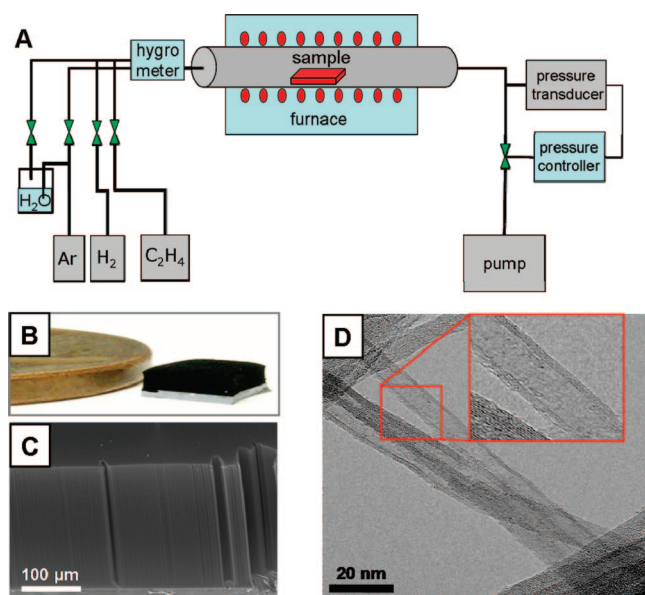 A
hygro
meter
sample
furnace
pressure
transducer
pressure
controller
H2O
Ar
H2
C2H4
pump
B
C
100 µm
D
20 nm